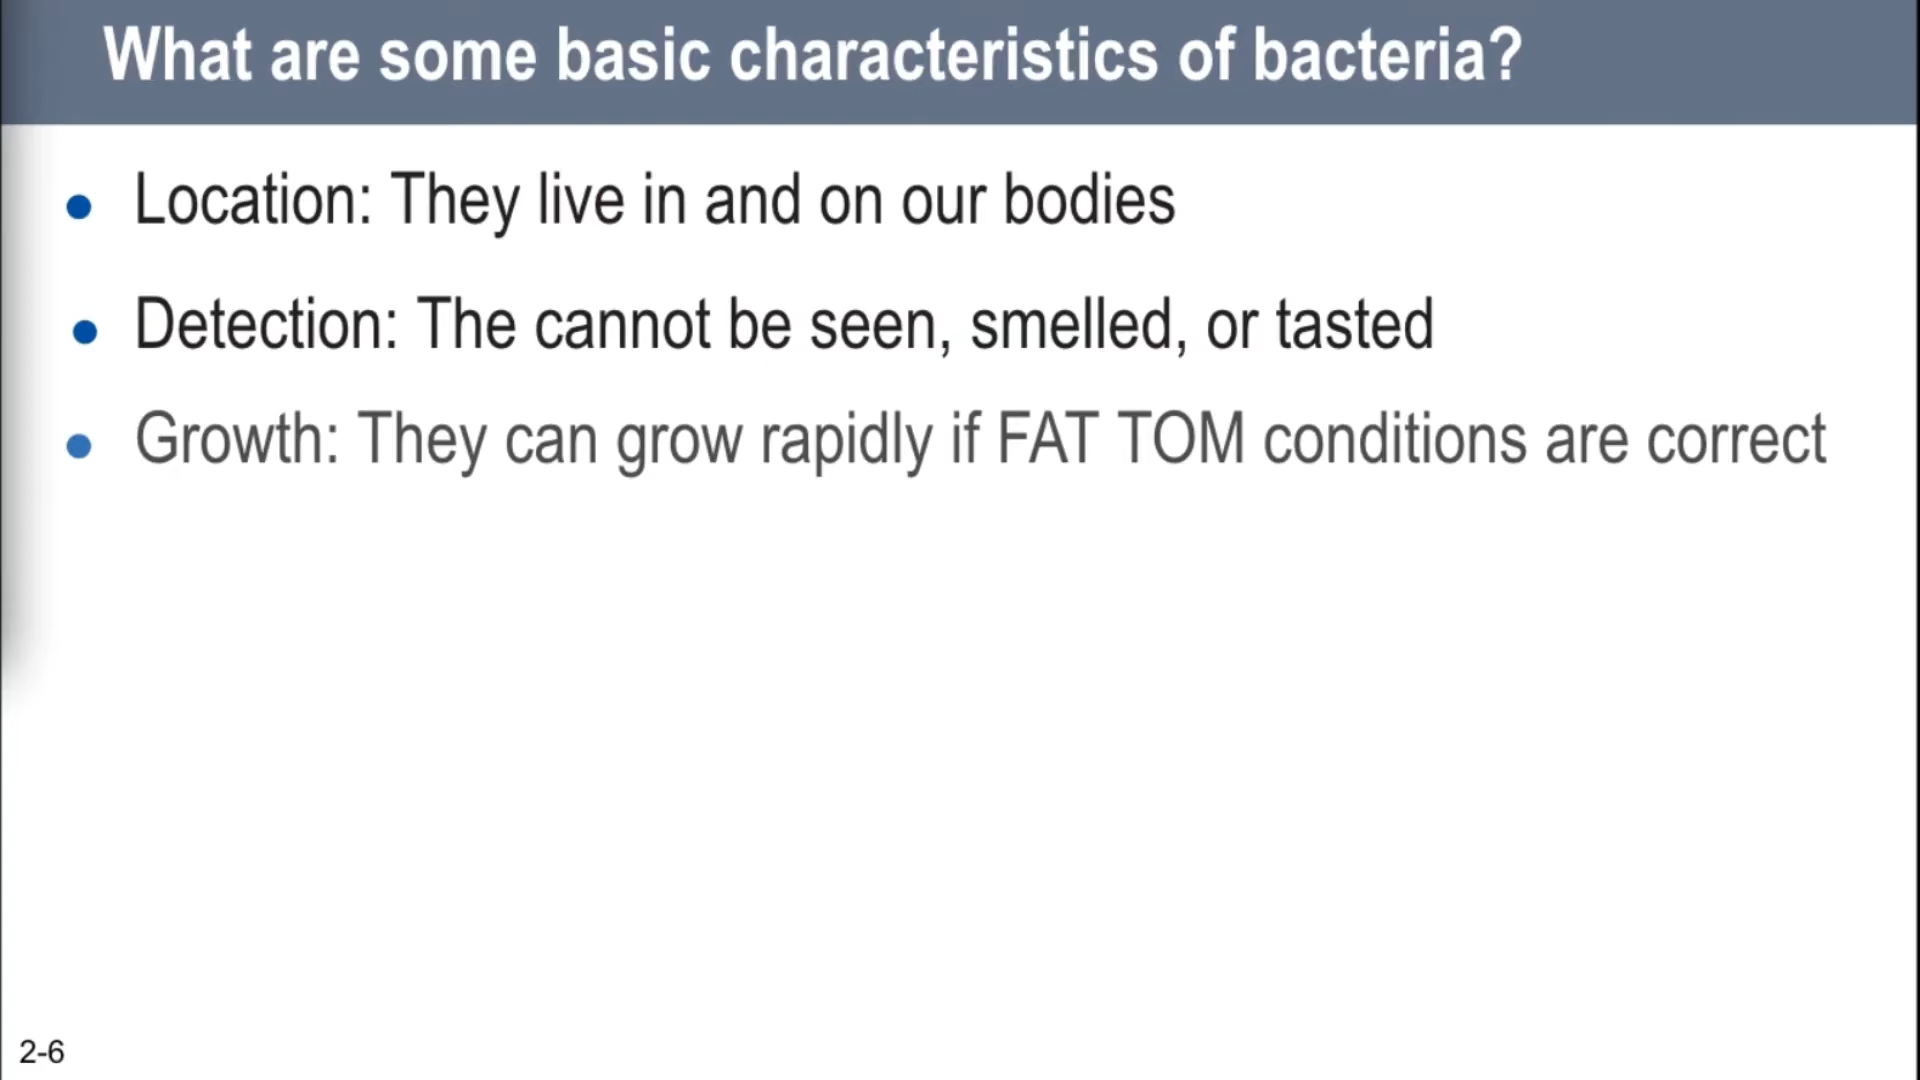 What are some basic characteristics of bacteria?
• Location: They live in and on our bodies
• Detection: The cannot be seen, smelled, or tasted
• Growth: They can grow rapidly if FAT TOM conditions are correct
2-6